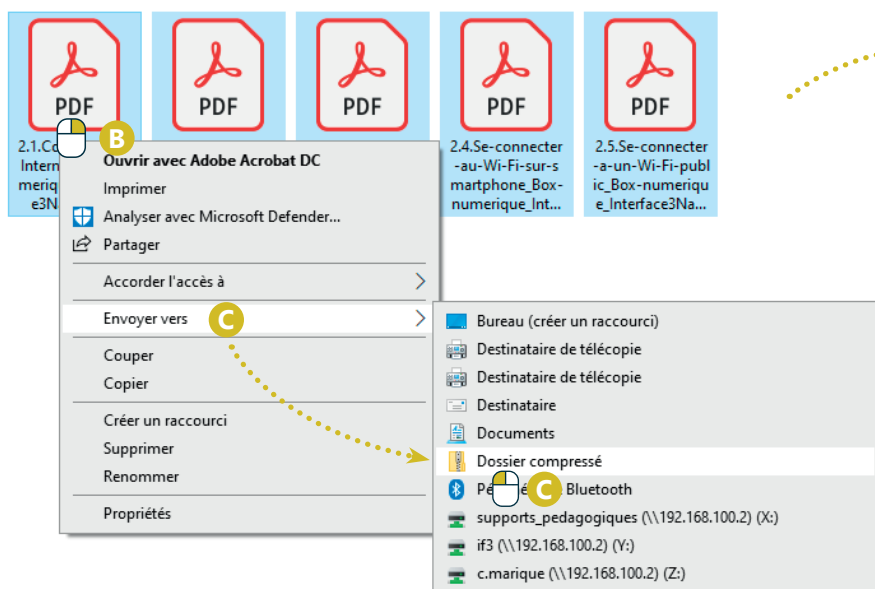 PDF
PDF
PDF
PDF
PDF
2.1.Co
Intern
meriq
e3N
2.4.Se-connecter
-au-Wi-Fi-sur-s
martphone_Box-
numerique_Int...
2.5.Se-connecter
-a-un-Wi-Fi-publ
ic_Box-numeriqu
e_Interface3Na...
B
Ouvrir avec Adobe Acrobat DC
Imprimer
Analyser avec Microsoft Defender...
Partager
Accorder l'accès à
Envoyer vers
C
Couper
Copier
Créer un raccourci
Supprimer
Renommer
Propriétés
Bureau (créer un raccourci)
Destinataire de télécopie
Destinataire de télécopie
Destinataire
Documents
Dossier compressé
C
Bluetooth
supports_pedagogiques (\\192.168.100.2) (X:)
if3 (\\192.168.100.2) (Y:)
c.marique (\\192.168.100.2) (Z:)